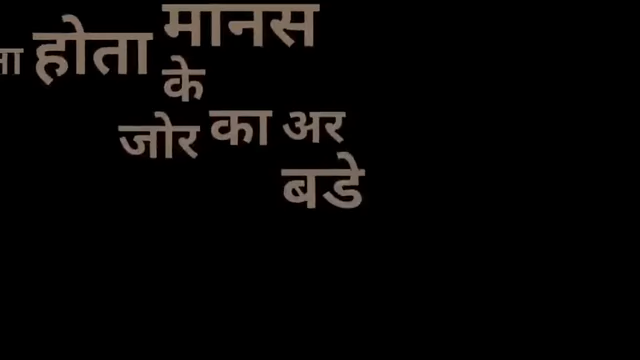 मानस
होता
के
जोर का अर
बडे